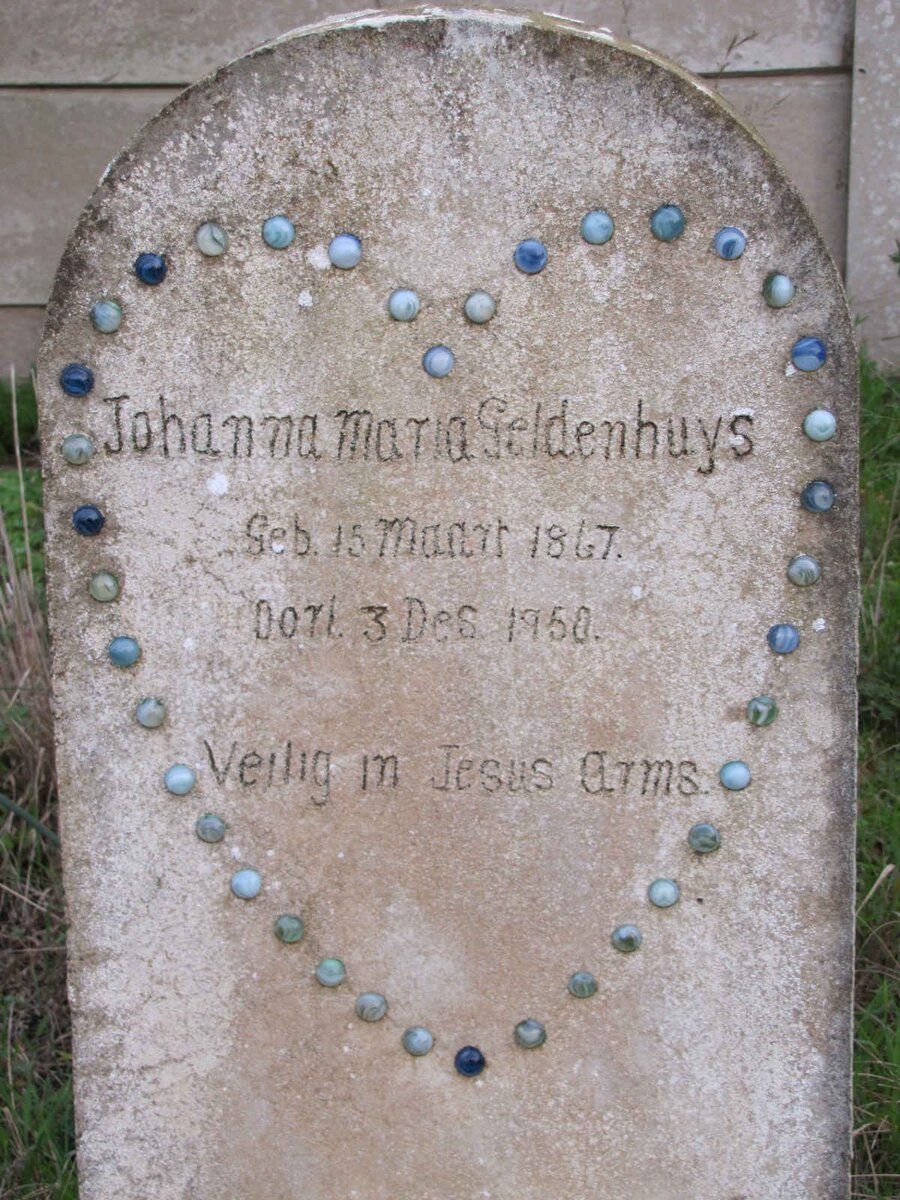 Johanna Maria Geldenhuys
Geb. 15 Maart 1867.
Oorl. 3 Des. 1950.
Veilig in Jesus Arms.